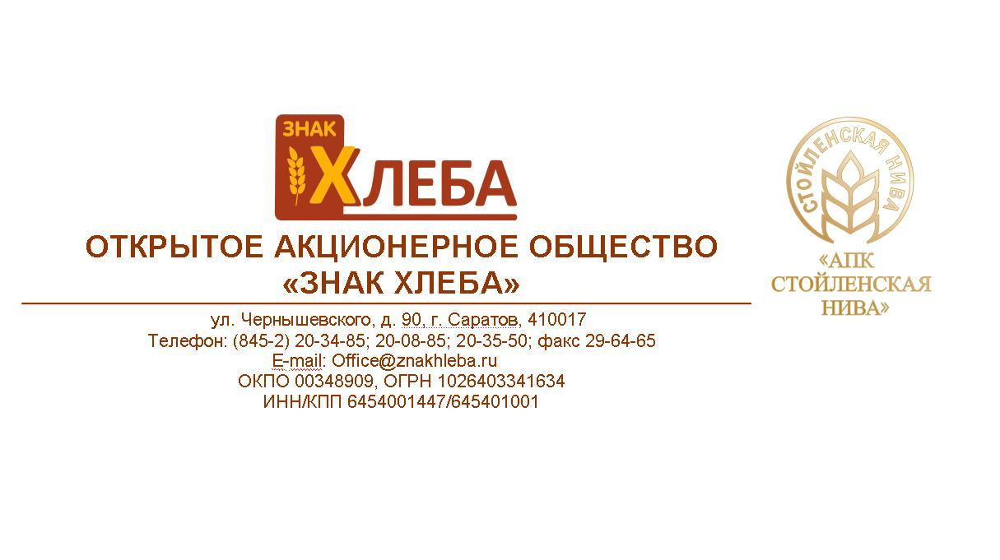 ЗНАК
ХЛЕБА
ОТКРЫТОЕ АКЦИОНЕРНОЕ ОБЩЕСТВО
«ЗНАК ХЛЕБА»
ул. Чернышевского, д. 90, г. Саратов, 410017
Телефон: (845-2) 20-34-85; 20-08-85; 20-35-50; факс 29-64-65
E-mail: Office@znakhleba.ru
ОКПО 00348909, ОГРН 1026403341634
ИНН/КПП 6454001447/645401001
СТОЙЛЕНСКАЯ НИВА
«АПК
СТОЙЛЕНСКАЯ
НИВА»